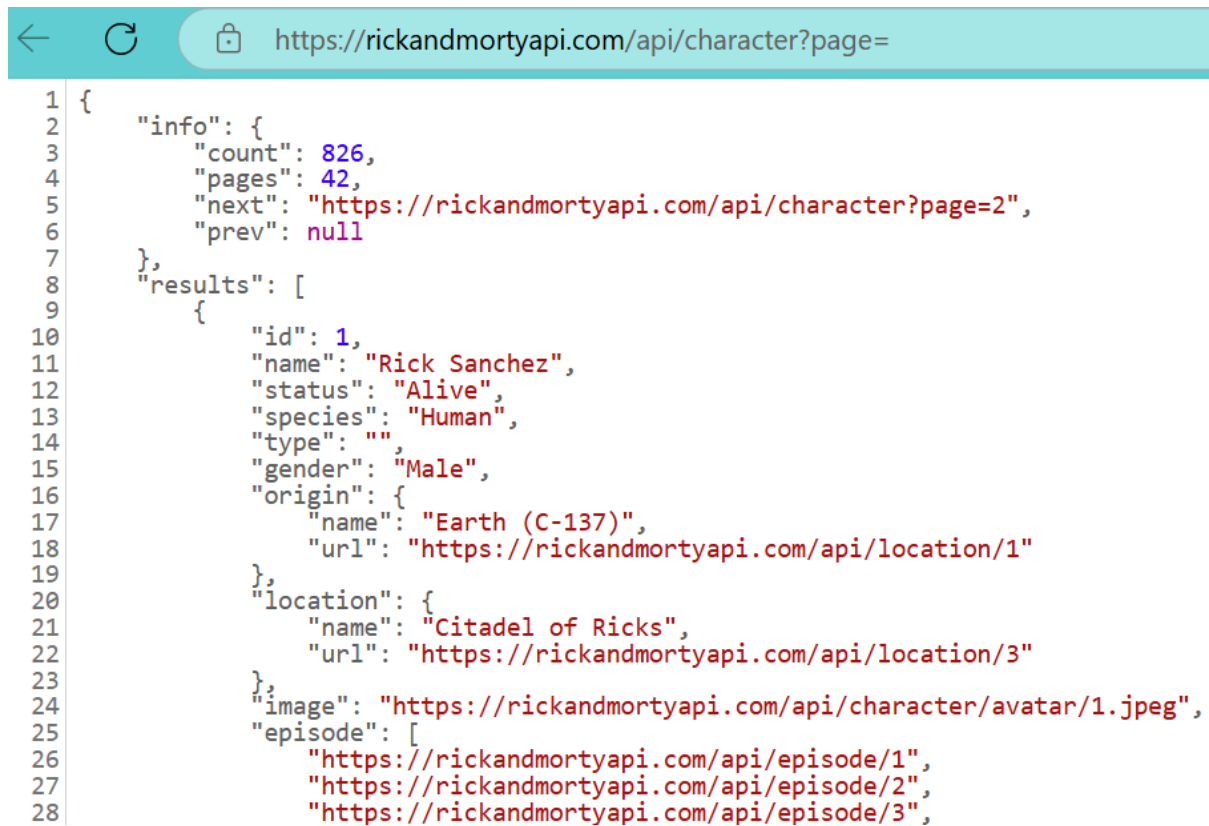 https://rickandmortyapi.com/api/character?page=
1 {
2     "info": {
3         "count": 826,
4         "pages": 42,
5         "next": "https://rickandmortyapi.com/api/character?page=2",
6         "prev": null
7     },
8     "results": [
9         {
10             "id": 1,
11             "name": "Rick Sanchez",
12             "status": "Alive",
13             "species": "Human",
14             "type": "",
15             "gender": "Male",
16             "origin": {
17                 "name": "Earth (C-137)",
18                 "url": "https://rickandmortyapi.com/api/location/1"
19             },
20             "location": {
21                 "name": "Citadel of Ricks",
22                 "url": "https://rickandmortyapi.com/api/location/3"
23             },
24             "image": "https://rickandmortyapi.com/api/character/avatar/1.jpeg",
25             "episode": [
26                 "https://rickandmortyapi.com/api/episode/1",
27                 "https://rickandmortyapi.com/api/episode/2",
28                 "https://rickandmortyapi.com/api/episode/3",